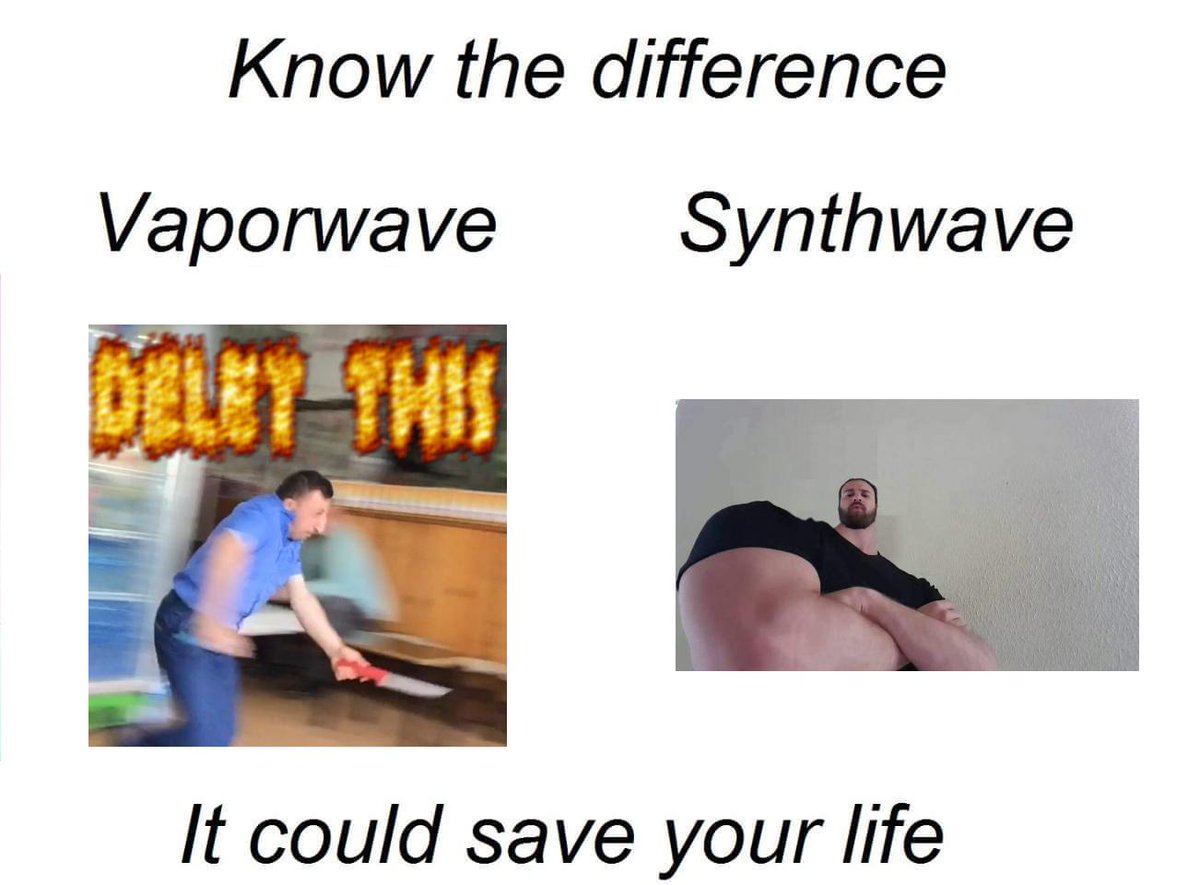 Know the difference
Vaporwave
Synthwave
DELET THIS
It could save your life